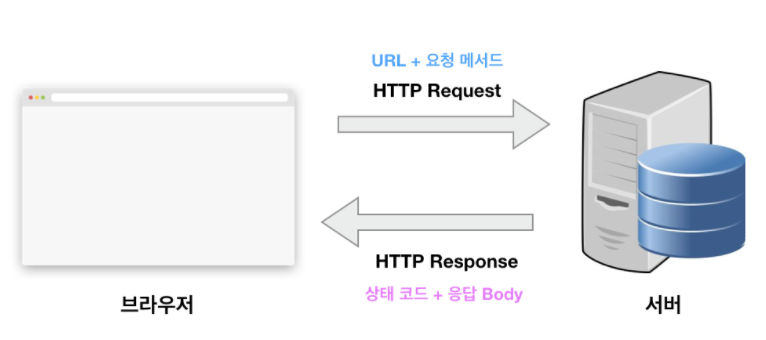 URL + 요청 메서드
HTTP Request
HTTP Response
상태 코드 + 응답 Body
브라우저
서버